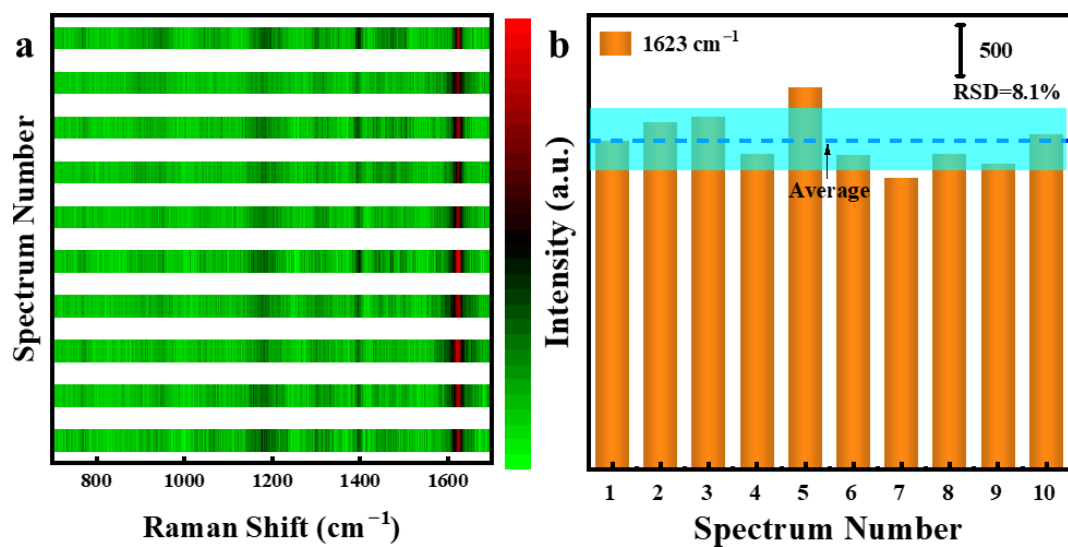 a
Spectrum Number
800 1000 1200 1400 1600
Raman Shift (cm⁻¹)
b
1623 cm⁻¹
500
RSD=8.1%
Average
Intensity (a.u.)
1 2 3 4 5 6 7 8 9 10
Spectrum Number